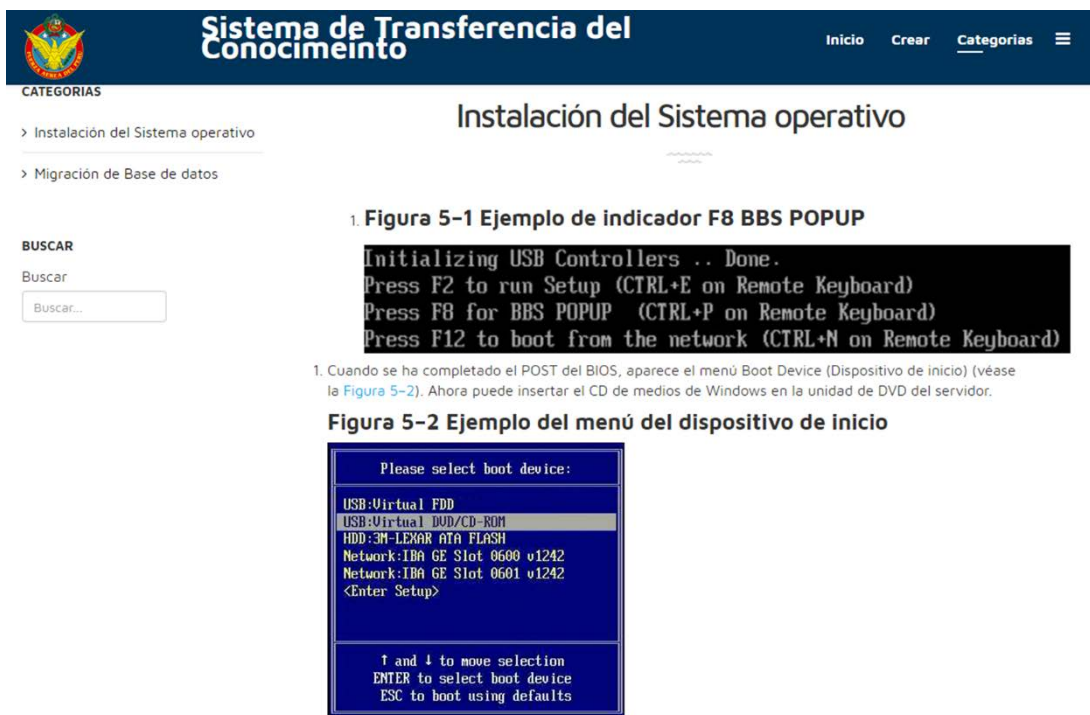 Sistema de Transferencia del
Conocimeinto
Inicio Crear Categorias
CATEGORIAS
> Instalación del Sistema operativo
> Migración de Base de datos
BUSCAR
Buscar
Buscar...
Instalación del Sistema operativo
1. Figura 5-1 Ejemplo de indicador F8 BBS POPUP
Initializing USB Controllers .. Done.
Press F2 to run Setup (CTRL+E on Remote Keyboard)
Press F8 for BBS POPUP (CTRL+P on Remote Keyboard)
Press F12 to boot from the network (CTRL+N on Remote Keyboard)
1. Cuando se ha completado el POST del BIOS, aparece el menú Boot Device (Dispositivo de inicio) (véase
la Figura 5-2). Ahora puede insertar el CD de medios de Windows en la unidad de DVD del servidor.
Figura 5-2 Ejemplo del menú del dispositivo de inicio
Please select boot device:
USB:Virtual FDD
USB:Virtual DVD/CD-ROM
HDD:3M-LEXAR ATA FLASH
Network:IBA GE Slot 0600 v1242
Network:IBA GE Slot 0601 v1242
<Enter Setup>
↑ and ↓ to move selection
ENTER to select boot device
ESC to boot using defaults